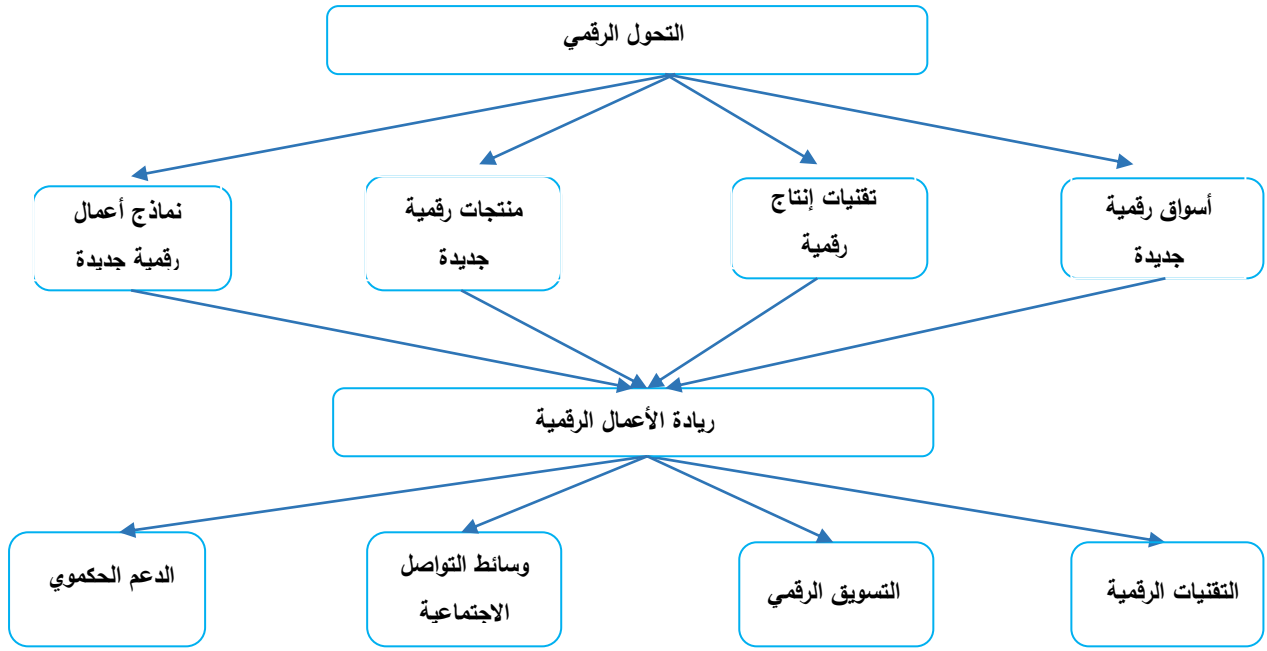 التحول الرقمي
أسواق رقمية
جديدة
تقنيات إنتاج
رقمية
منتجات رقمية
جديدة
نماذج أعمال
رقمية جديدة
ريادة الأعمال الرقمية
التقنيات الرقمية
التسويق الرقمي
وسائط التواصل
الاجتماعية
الدعم الحكموي